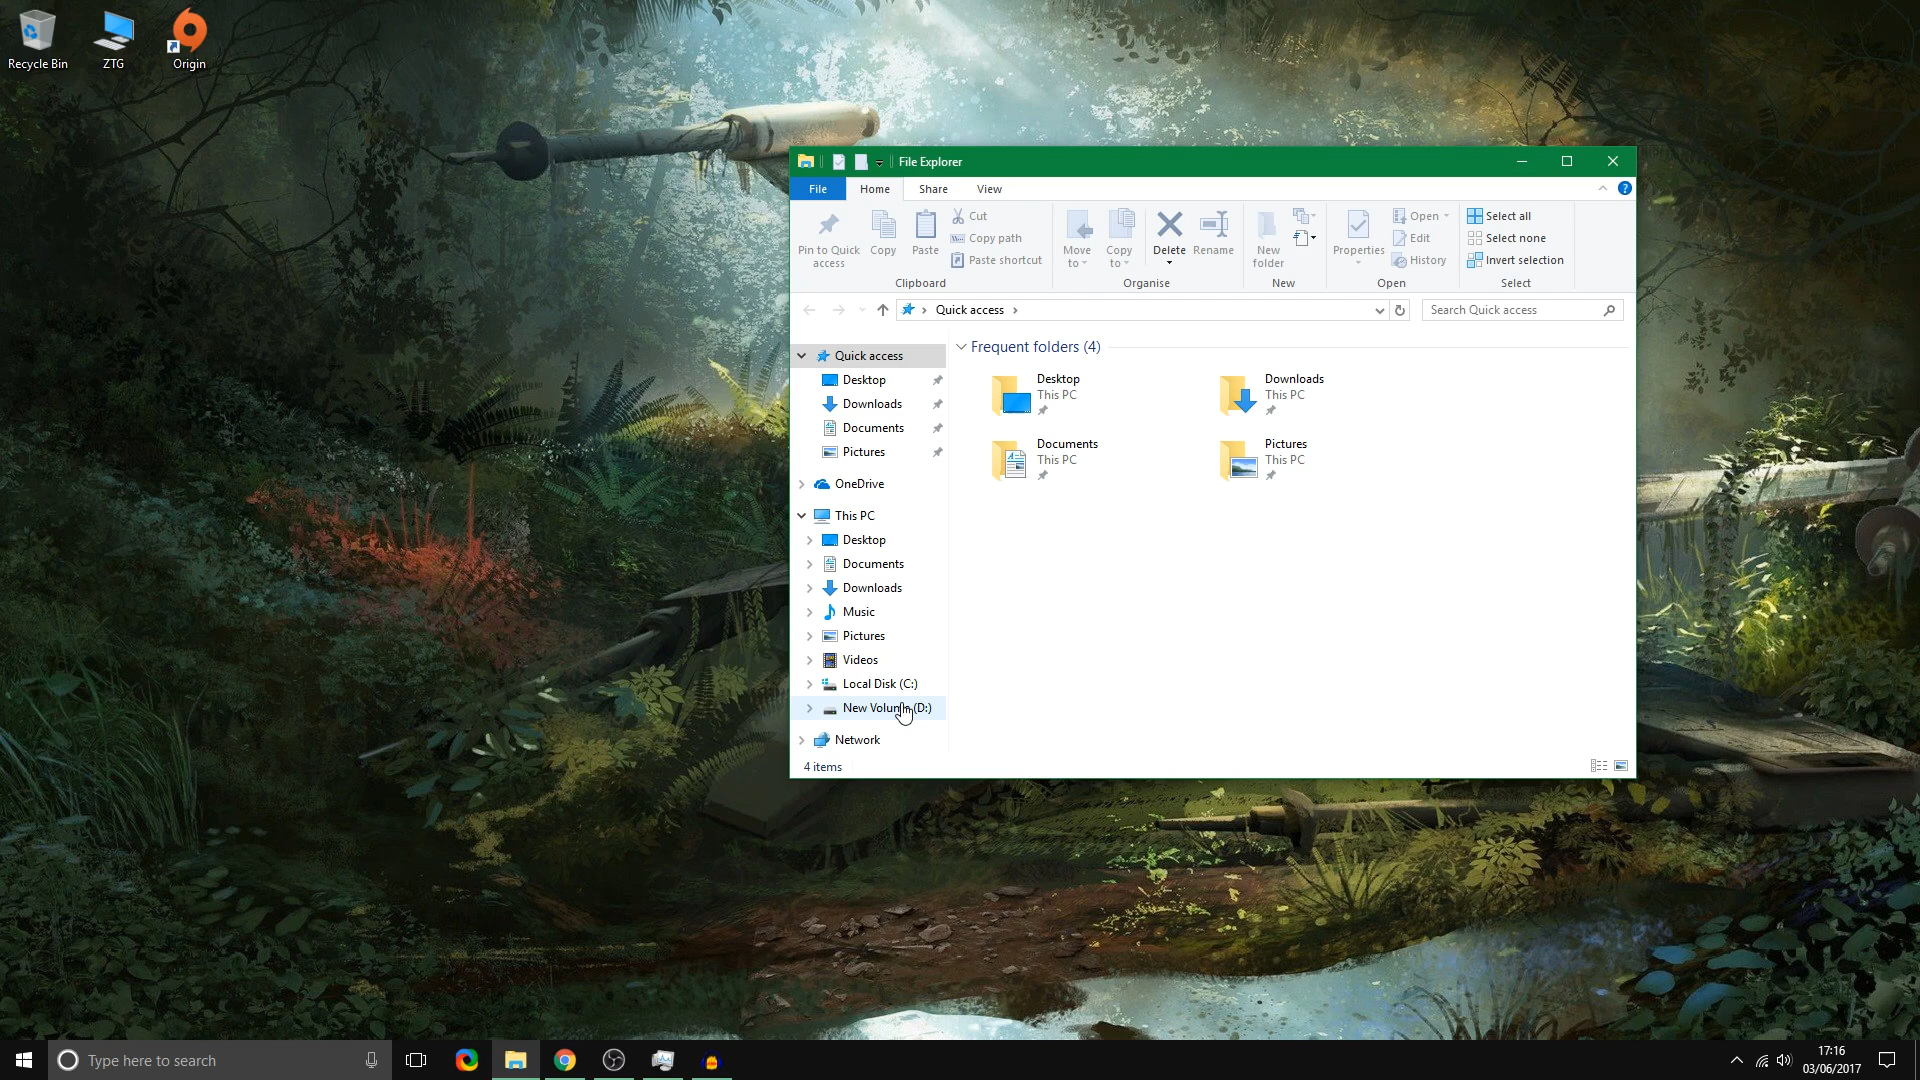 Recycle Bin
ZTG
Origin
File Explorer
File
Home
Share
View
Pin to Quick
access
Copy
Paste
Cut
Copy path
Paste shortcut
Clipboard
Move
to
Copy
to
Delete
Rename
Organise
New
folder
New
Properties
Open
Edit
History
Open
Select all
Select none
Invert selection
Select
Quick access
Search Quick access
Quick access
Desktop
Downloads
Documents
Pictures
OneDrive
This PC
Desktop
Documents
Downloads
Music
Pictures
Videos
Local Disk (C:)
New Volume (D:)
Network
Frequent folders (4)
Desktop
This PC
Downloads
This PC
Documents
This PC
Pictures
This PC
4 items
Type here to search
17:16
03/06/2017